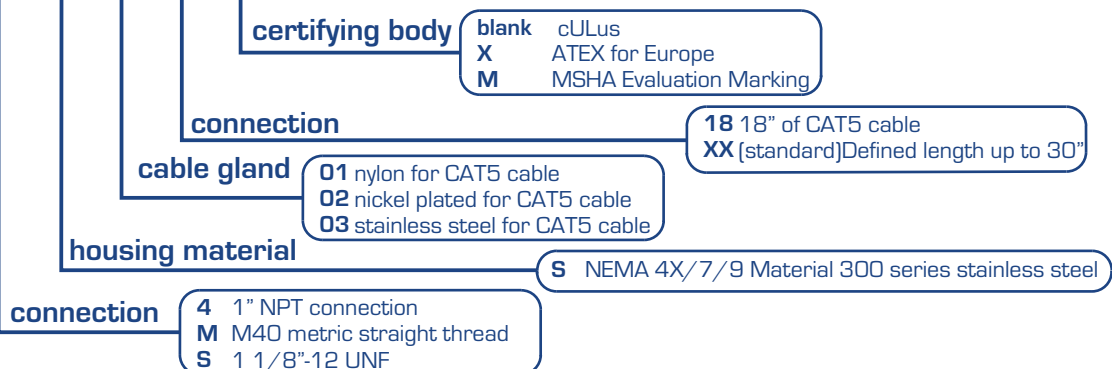 certifying body
blank cULus
X ATEX for Europe
M MSHA Evaluation Marking
connection
18 18” of CAT5 cable
XX (standard)Defined length up to 30”
cable gland
01 nylon for CAT5 cable
02 nickel plated for CAT5 cable
03 stainless steel for CAT5 cable
housing material
S NEMA 4X/7/9 Material 300 series stainless steel
connection
4 1” NPT connection
M M40 metric straight thread
S 1 1/8”-12 UNF